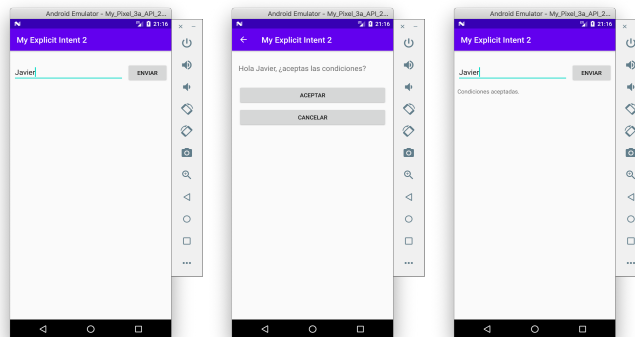 Android Emulator - My_Pixel_3a_API_2...
21:16
My Explicit Intent 2
Javier
ENVIAR
Android Emulator - My_Pixel_3a_API_2...
21:16
My Explicit Intent 2
Hola Javier, ¿aceptas las condiciones?
ACEPTAR
CANCELAR
Android Emulator - My_Pixel_3a_API_2...
21:16
My Explicit Intent 2
Javier
ENVIAR
Condiciones aceptadas.